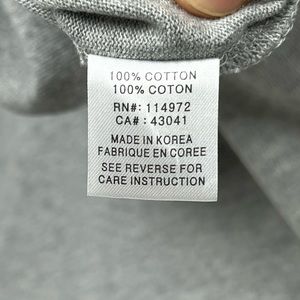 100% COTTON
100% COTON
RN#: 114972
CA#: 43041
MADE IN KOREA
FABRIQUE EN COREE
SEE REVERSE FOR
CARE INSTRUCTION